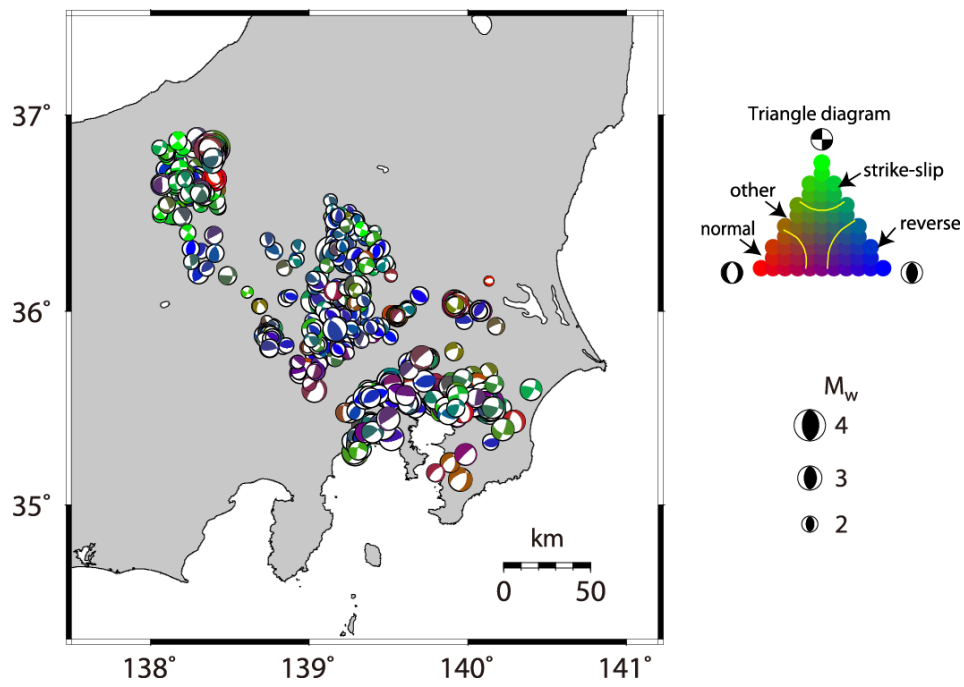 37°
36°
35°
138°
139°
140°
141°
km
0 50
Triangle diagram
strike-slip
other
normal
reverse
Mw
4
3
2